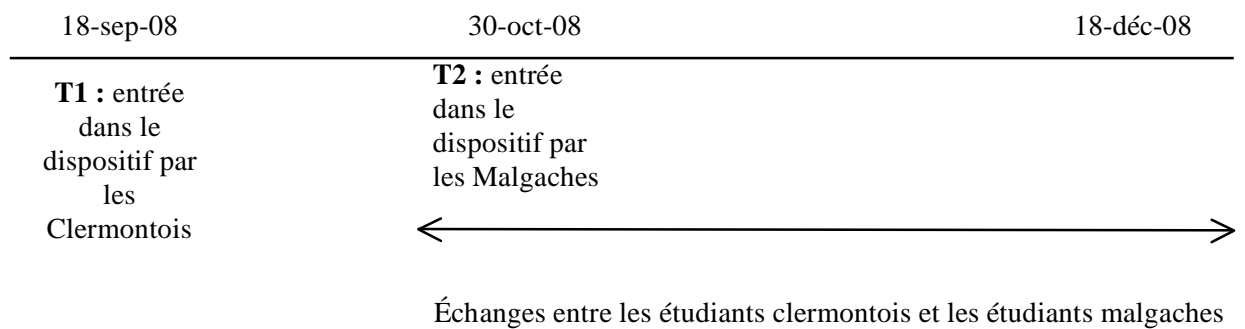 18-sep-08 30-oct-08 18-déc-08
T1 : entrée
dans le
dispositif par
les
Clermontois
T2 : entrée
dans le
dispositif par
les Malgaches
Échanges entre les étudiants clermontois et les étudiants malgaches